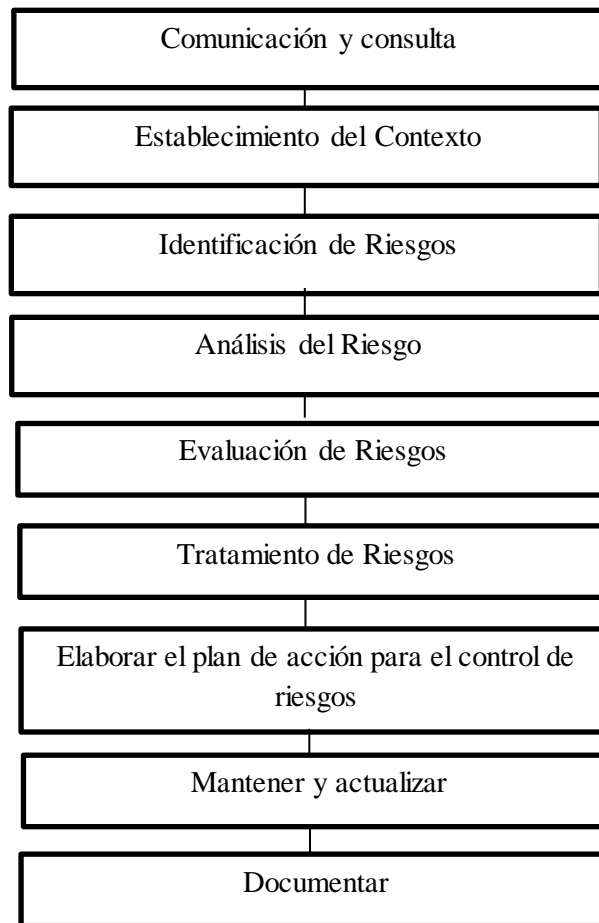 Comunicación y consulta
Establecimiento del Contexto
Identificación de Riesgos
Análisis del Riesgo
Evaluación de Riesgos
Tratamiento de Riesgos
Elaborar el plan de acción para el control de
riesgos
Mantener y actualizar
Documentar